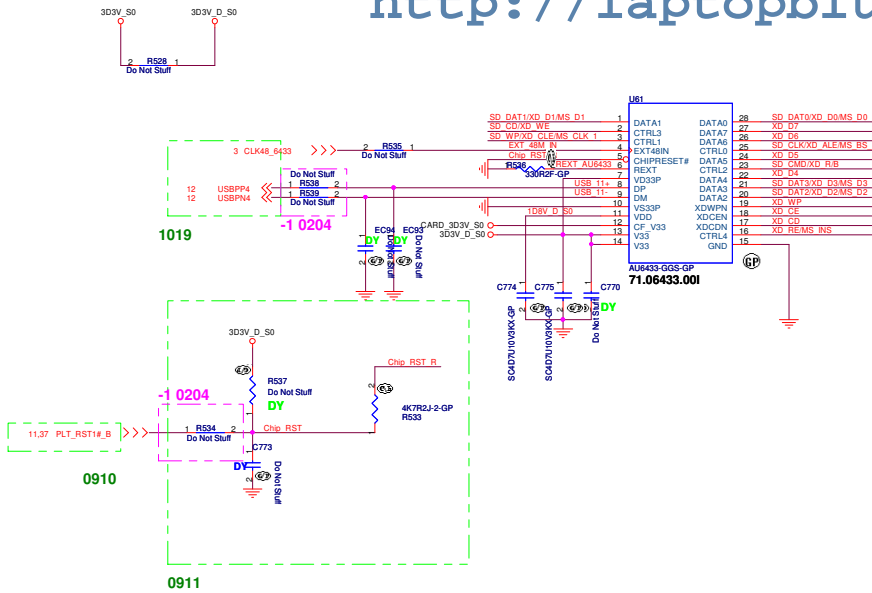 http://laptopblu
3D3V_S0 3D3V_D_S0
2 R528 1
Do Not Stuff
U61
SD_DAT1/XD_D1/MS_D1 1 DATA1 DATA0 28 SD_DAT0/XD_D0/MS_D0
SD_CD/XD_WE 2 CTRL3 DATA7 27 XD_D7
SD_WP/XD_CLE/MS_CLK_1 3 CTRL1 DATA6 26 XD_D6
EXT_48M_IN 4 EXT48IN CTRL0 25 SD_CLK/XD_ALE/MS_BS
Chip_RST 5 CHIPRESET# DATA5 24 XD_D5
R536 REXT_AU6433 6 REXT CTRL2 23 SD_CMD/XD_R/B
330R2F-GP 7 VD33P DATA4 22 XD_D4
USB_11+ 8 DP DATA3 21 SD_DAT3/XD_D3/MS_D3
USB_11- 9 DM DATA2 20 SD_DAT2/XD_D2/MS_D2
10 VS33P XDWPN 19 XD_WP
1D8V_D_S0 11 VDD XDCEN 18 XD_CE
CARD_3D3V_S0 12 CF_V33 XDCDN 17 XD_CD
3D3V_D_S0 13 V33 CTRL4 16 XD_RE/MS_INS
14 V33 GND 15
AU6433-GGS-GP
71.06433.00I
GP
3 CLK48_6433 2 R535 1
Do Not Stuff
Do Not Stuff
12 USBPP4 1 R538 2
12 USBPN4 1 R539 2
Do Not Stuff
1019
-1 0204
EC94 EC93
DY DY
Do Not Stuff
Do Not Stuff
C774 C775 C770
SC4D7U10V3KX-GP
SC4D7U10V3KX-GP
Do Not Stuff
DY
3D3V_D_S0
R537
Do Not Stuff
DY
Chip_RST_R
4K7R2J-2-GP
R533
-1 0204
11,37 PLT_RST1#_B 1 R534 2 Chip_RST
Do Not Stuff
C773
DY
Do Not Stuff
0910
0911